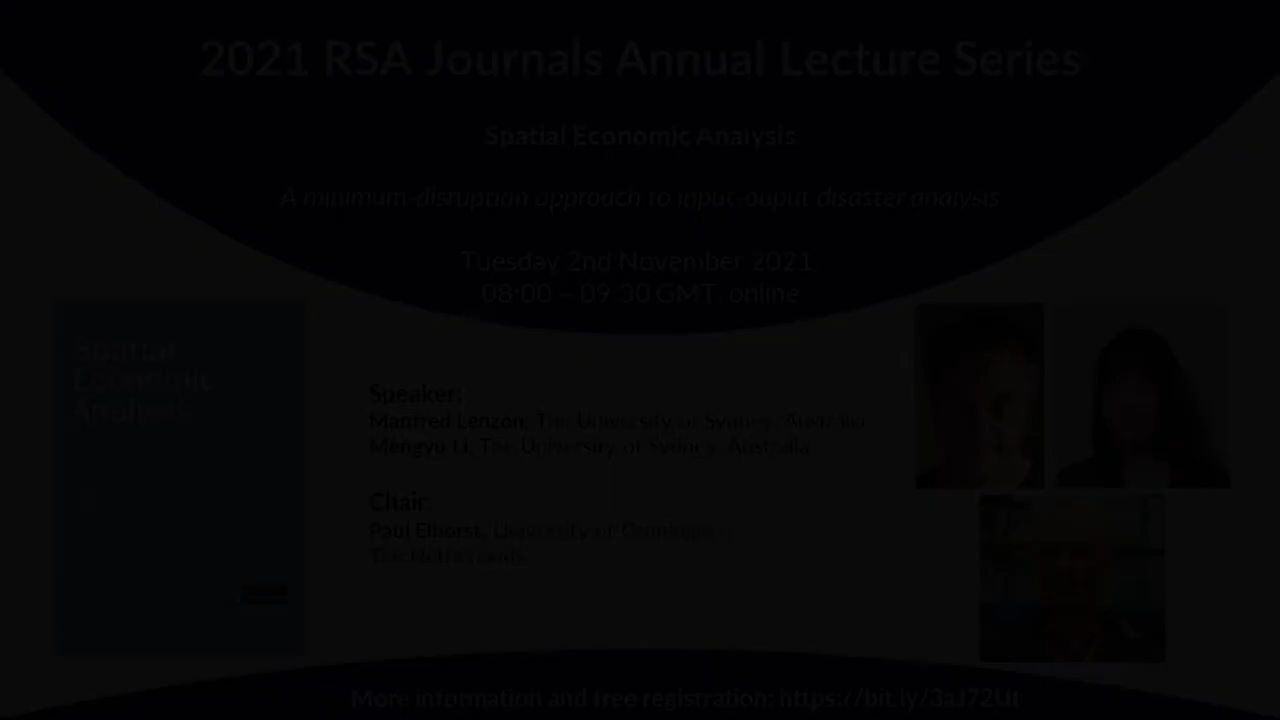 2021 RSA Journals Annual Lecture Series
Spatial Economic Analysis
A minimum-disruption approach to input-ouput disaster analysis
Tuesday 2nd November 2021,
08:00 – 09:30 GMT, online
Spatial
Economic
Analysis
Speaker:
Manfred Lenzon, The University of Sydney, Australia
Mengyu Li, The University of Sydney, Australia
Chair:
Paul Elhorst, University of Groningen,
The Netherlands
More information and free registration: https://bit.ly/3aJ72Ut